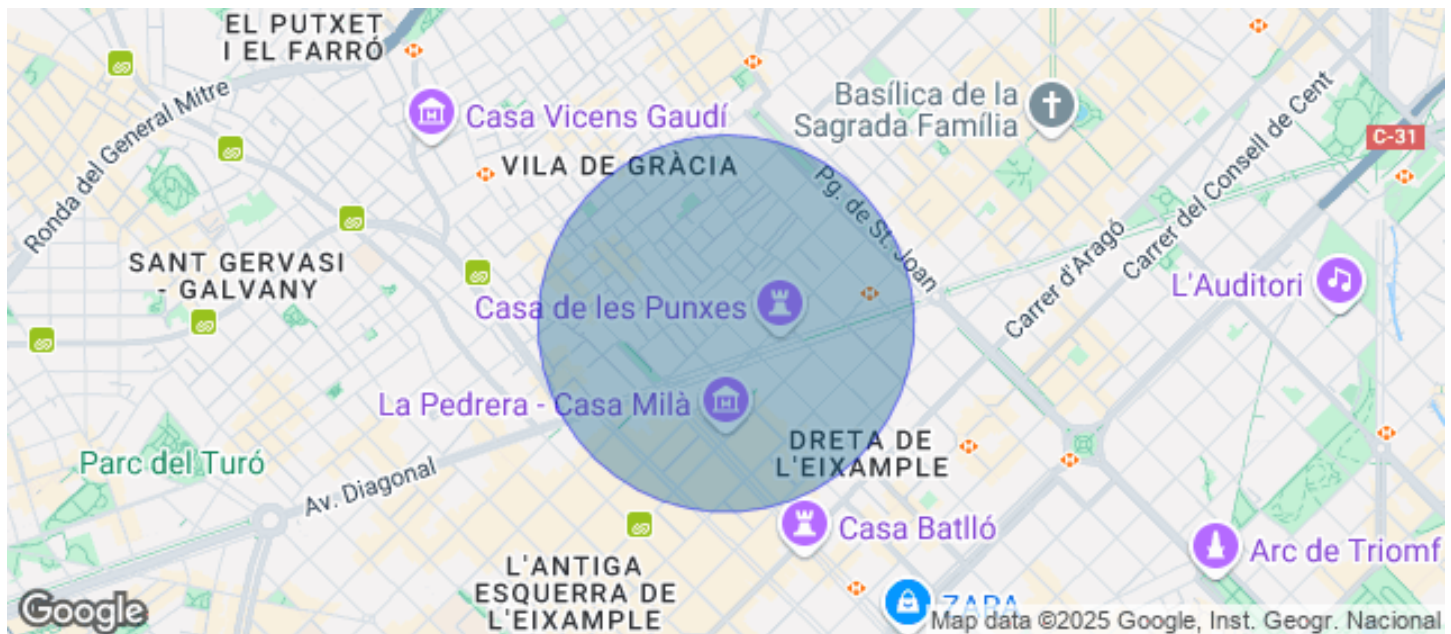 EL PUTXET
I EL FARRÓ
Ronda del General Mitre
Casa Vicens Gaudí
Basílica de la
Sagrada Família
C-31
VILA DE GRÀCIA
Pg. de St. Joan
Carrer del Consell de Cent
Carrer d'Aragó
SANT GERVASI
- GALVANY
L'Auditori
Casa de les Punxes
La Pedrera - Casa Milà
DRETA DE
L'EIXAMPLE
Parc del Turó
Av. Diagonal
Casa Batlló
Arc de Triomf
L'ANTIGA
ESQUERRA DE
L'EIXAMPLE
ZARA
Google
Map data ©2025 Google, Inst. Geogr. Nacional